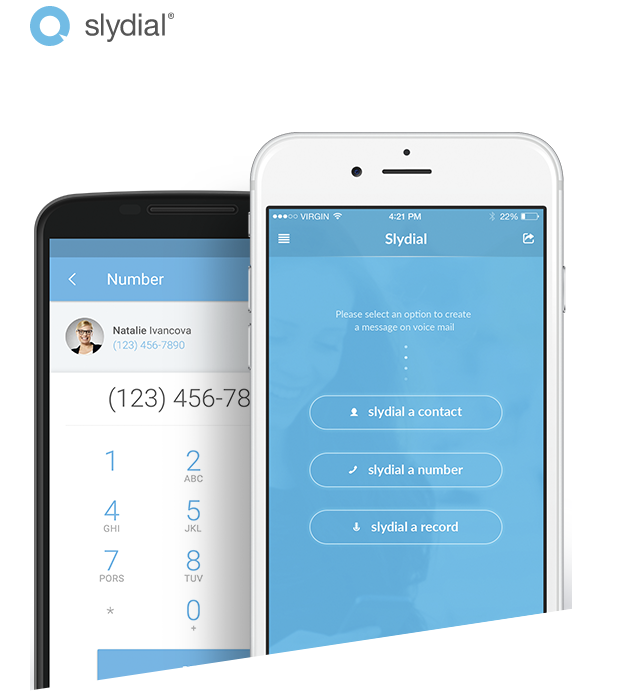 slydial®
Number
Natalie Ivancova
(123) 456-7890
(123) 456-78
1
2
ABC
4
GHI
5
JKL
7
PORS
8
TUV
*
0
+
VIRGIN
4:21 PM
22%
Slydial
Please select an option to create
a message on voice mail
slydial a contact
slydial a number
slydial a record